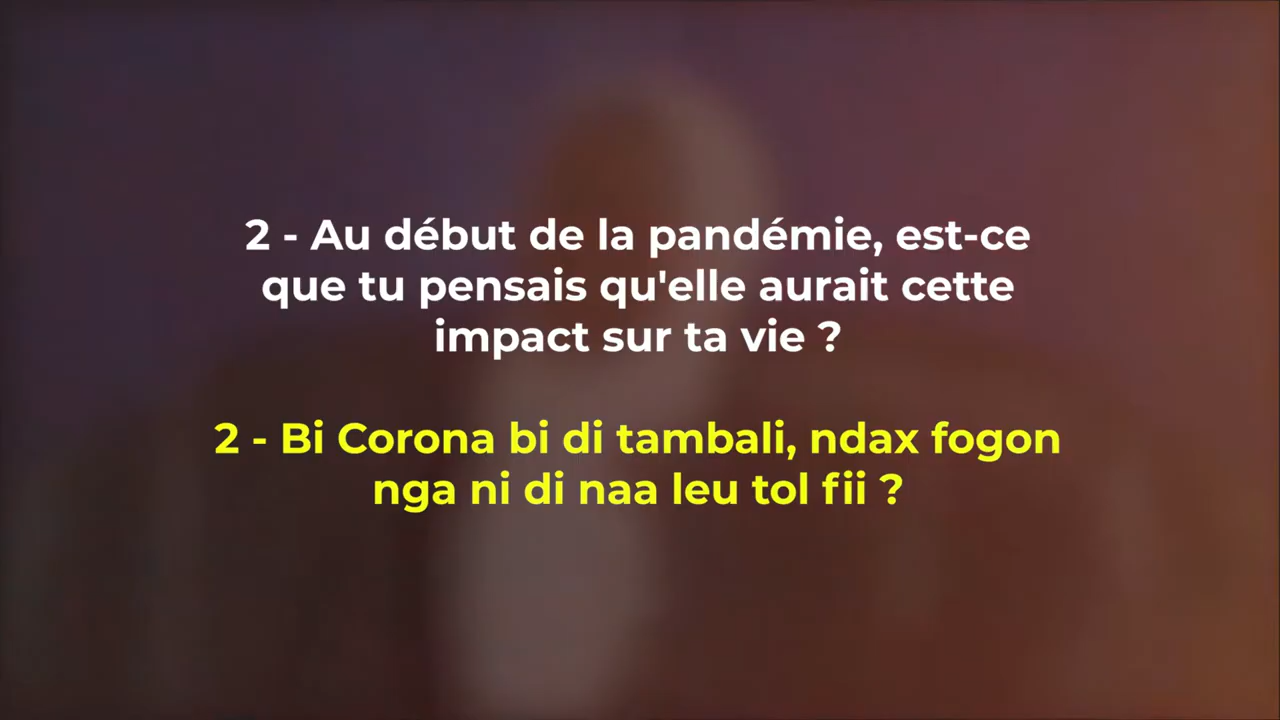 2 - Au début de la pandémie, est-ce
que tu pensais qu'elle aurait cette
impact sur ta vie ?
2 - Bi Corona bi di tambali, ndax fogon
nga ni di naa leu tol fii ?